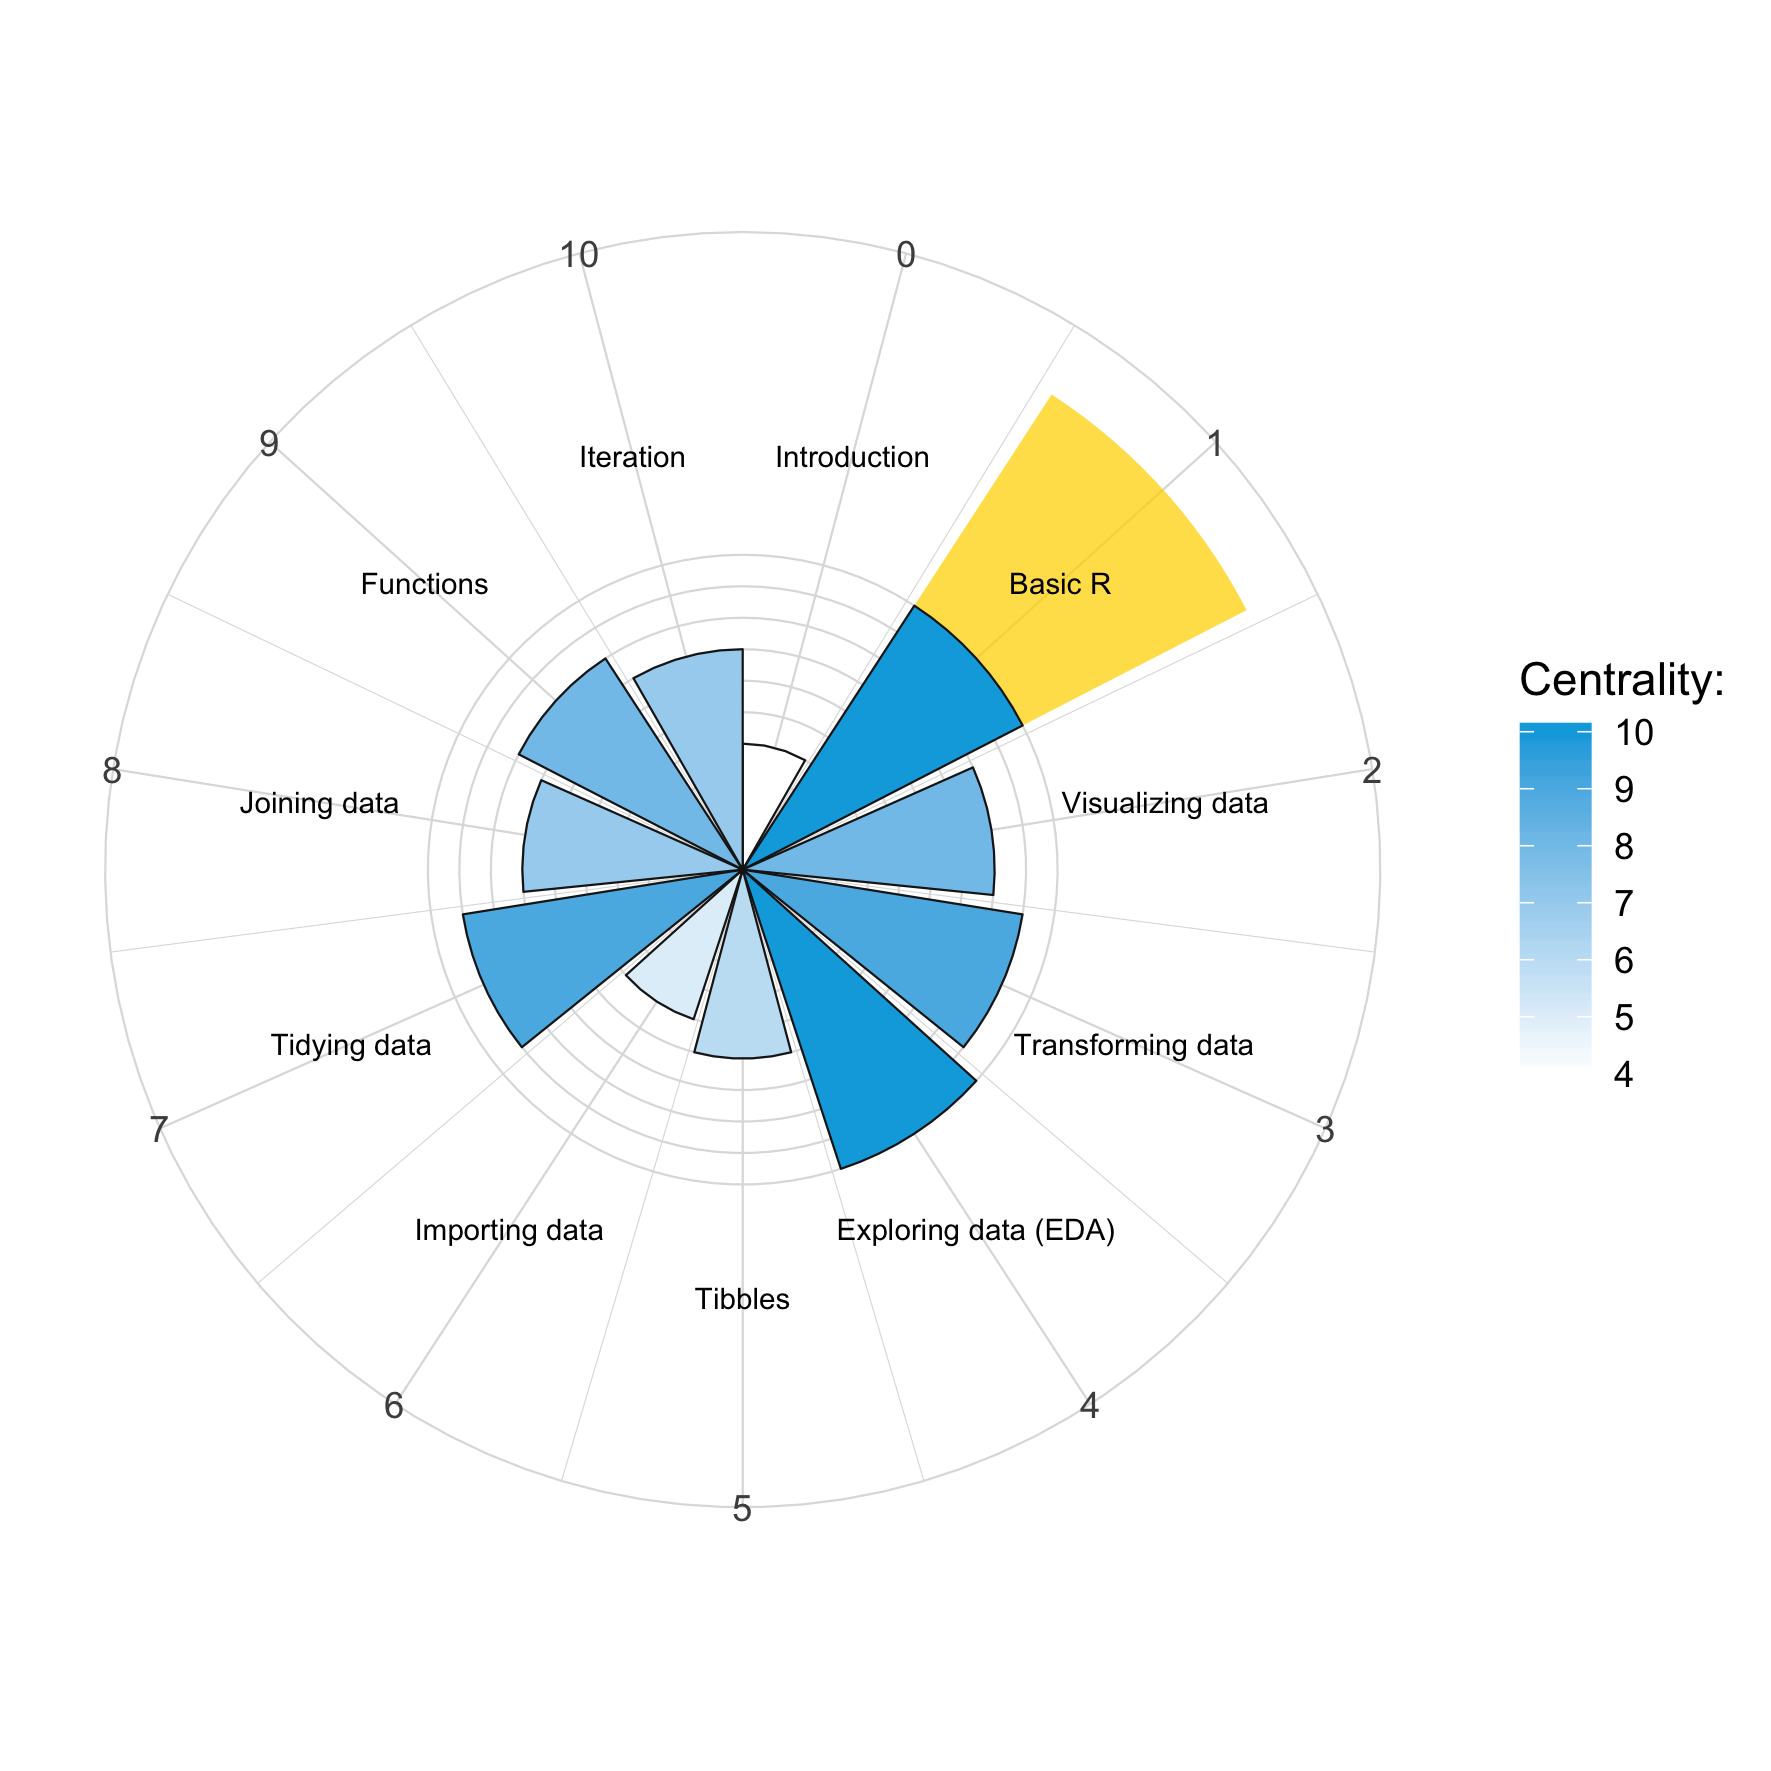 10
0
9
1
Iteration
Introduction
Functions
Basic R
Centrality:
10
9
8
7
6
5
4
8
2
Joining data
Visualizing data
Tidying data
Transforming data
7
3
Importing data
Exploring data (EDA)
Tibbles
6
4
5